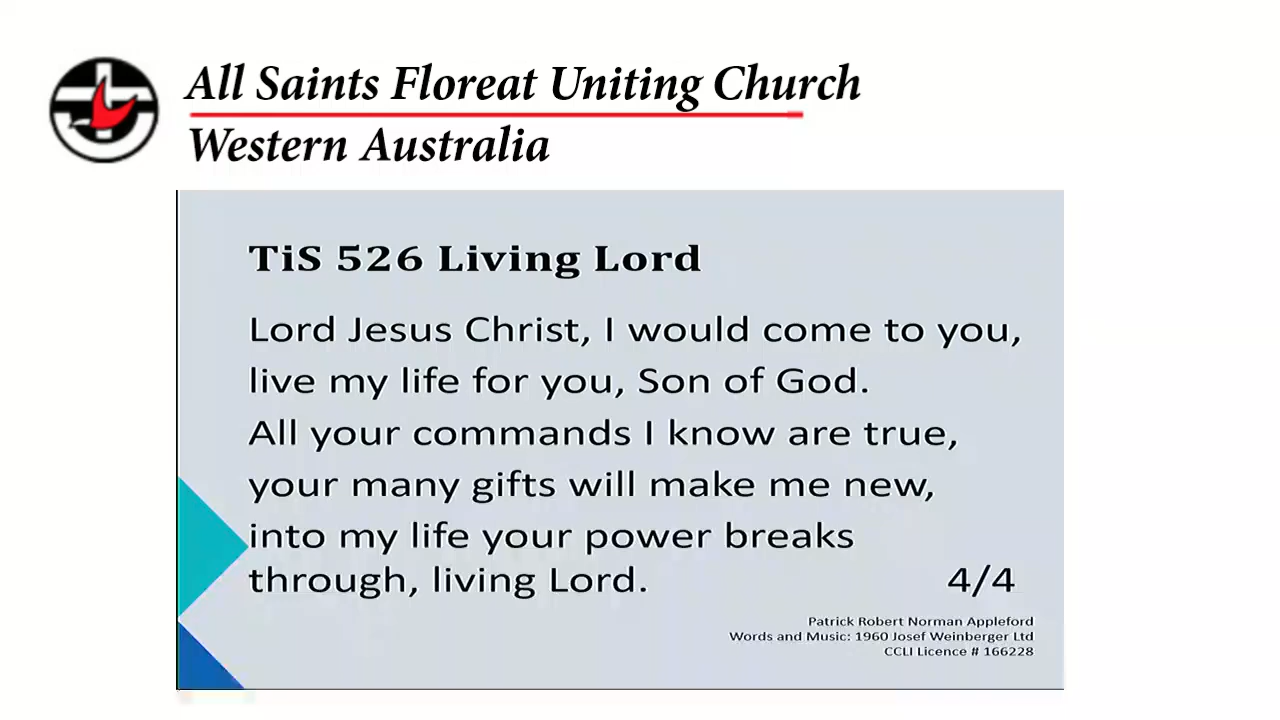 All Saints Floreat Uniting Church
Western Australia
TiS 526 Living Lord
Lord Jesus Christ, I would come to you,
live my life for you, Son of God.
All your commands I know are true,
your many gifts will make me new,
into my life your power breaks
through, living Lord.
4/4
Patrick Robert Norman Appleford
Words and Music: 1960 Josef Weinberger Ltd
CCLI Licence # 166228